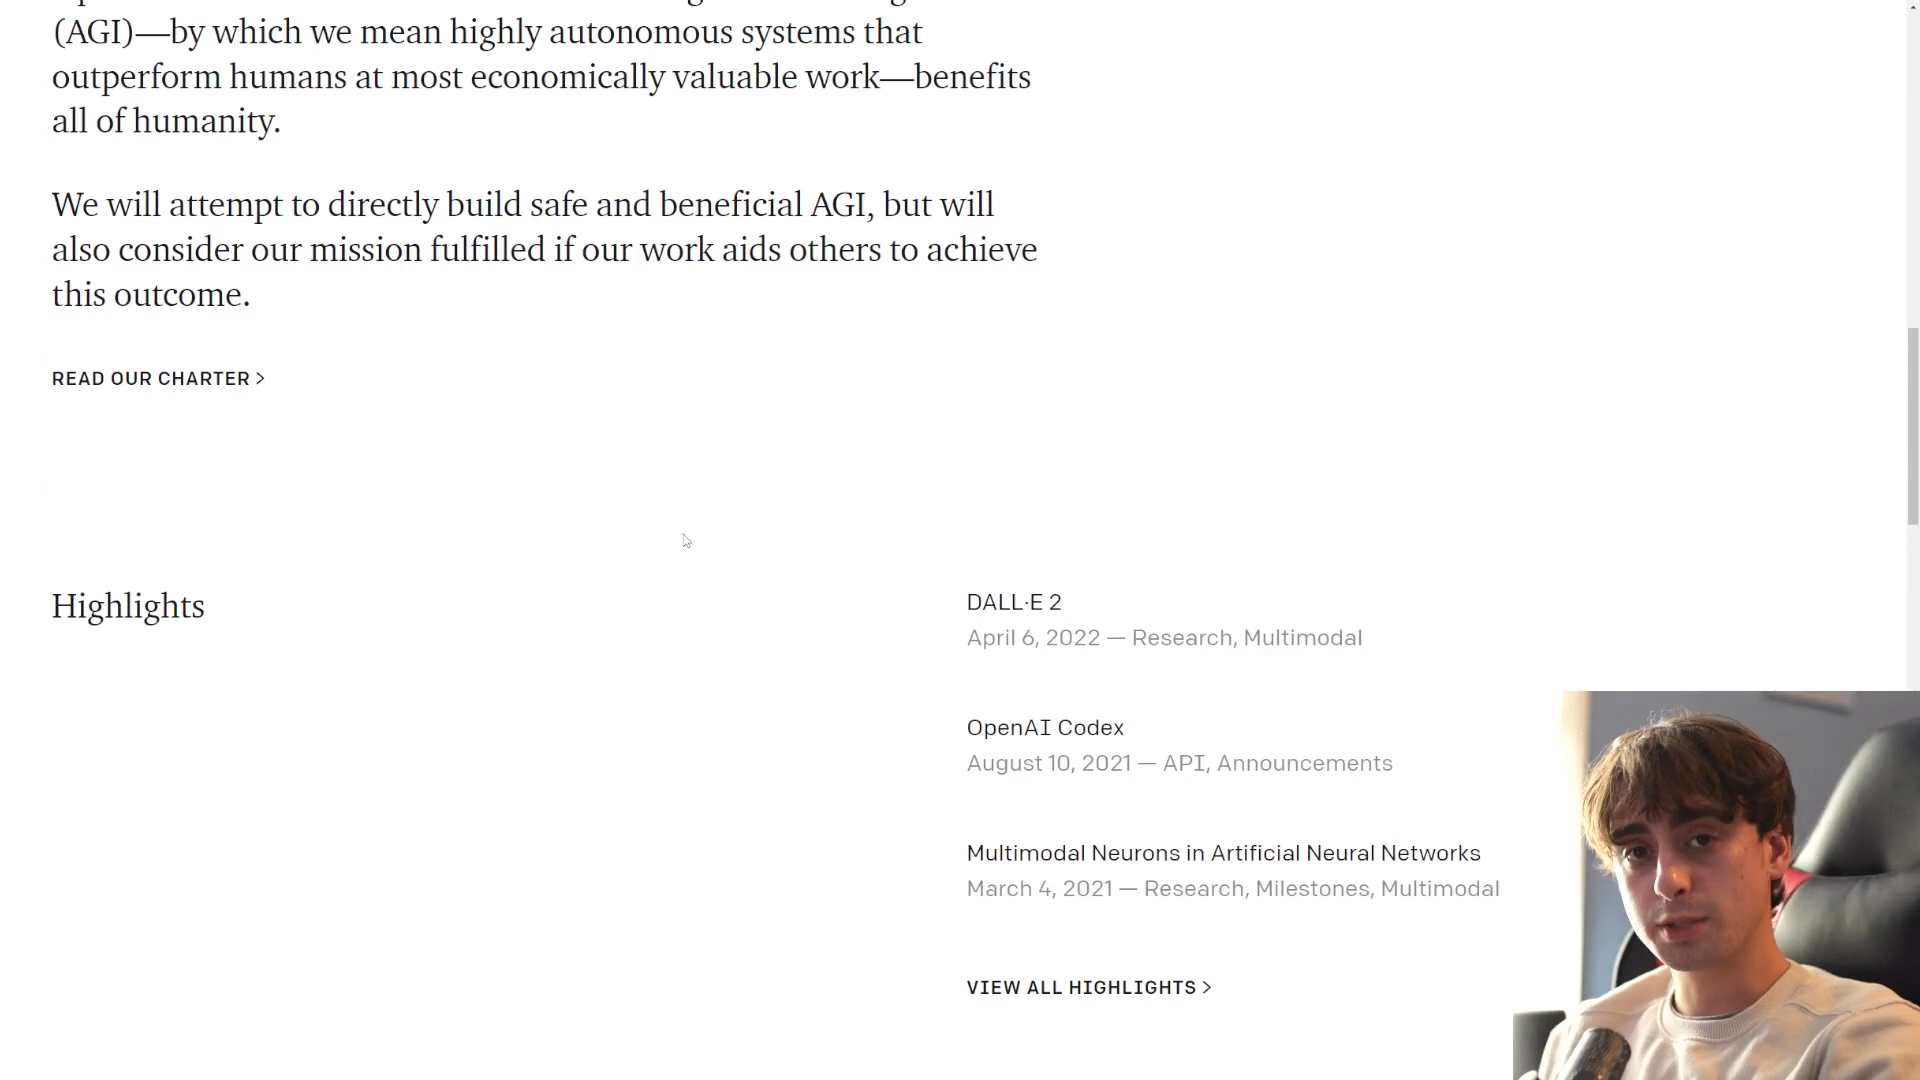 (AGI)—by which we mean highly autonomous systems that
outperform humans at most economically valuable work—benefits
all of humanity.
We will attempt to directly build safe and beneficial AGI, but will
also consider our mission fulfilled if our work aids others to achieve
this outcome.
READ OUR CHARTER >
Highlights
DALL·E 2
April 6, 2022 — Research, Multimodal
OpenAI Codex
August 10, 2021 — API, Announcements
Multimodal Neurons in Artificial Neural Networks
March 4, 2021 — Research, Milestones, Multimodal
VIEW ALL HIGHLIGHTS >